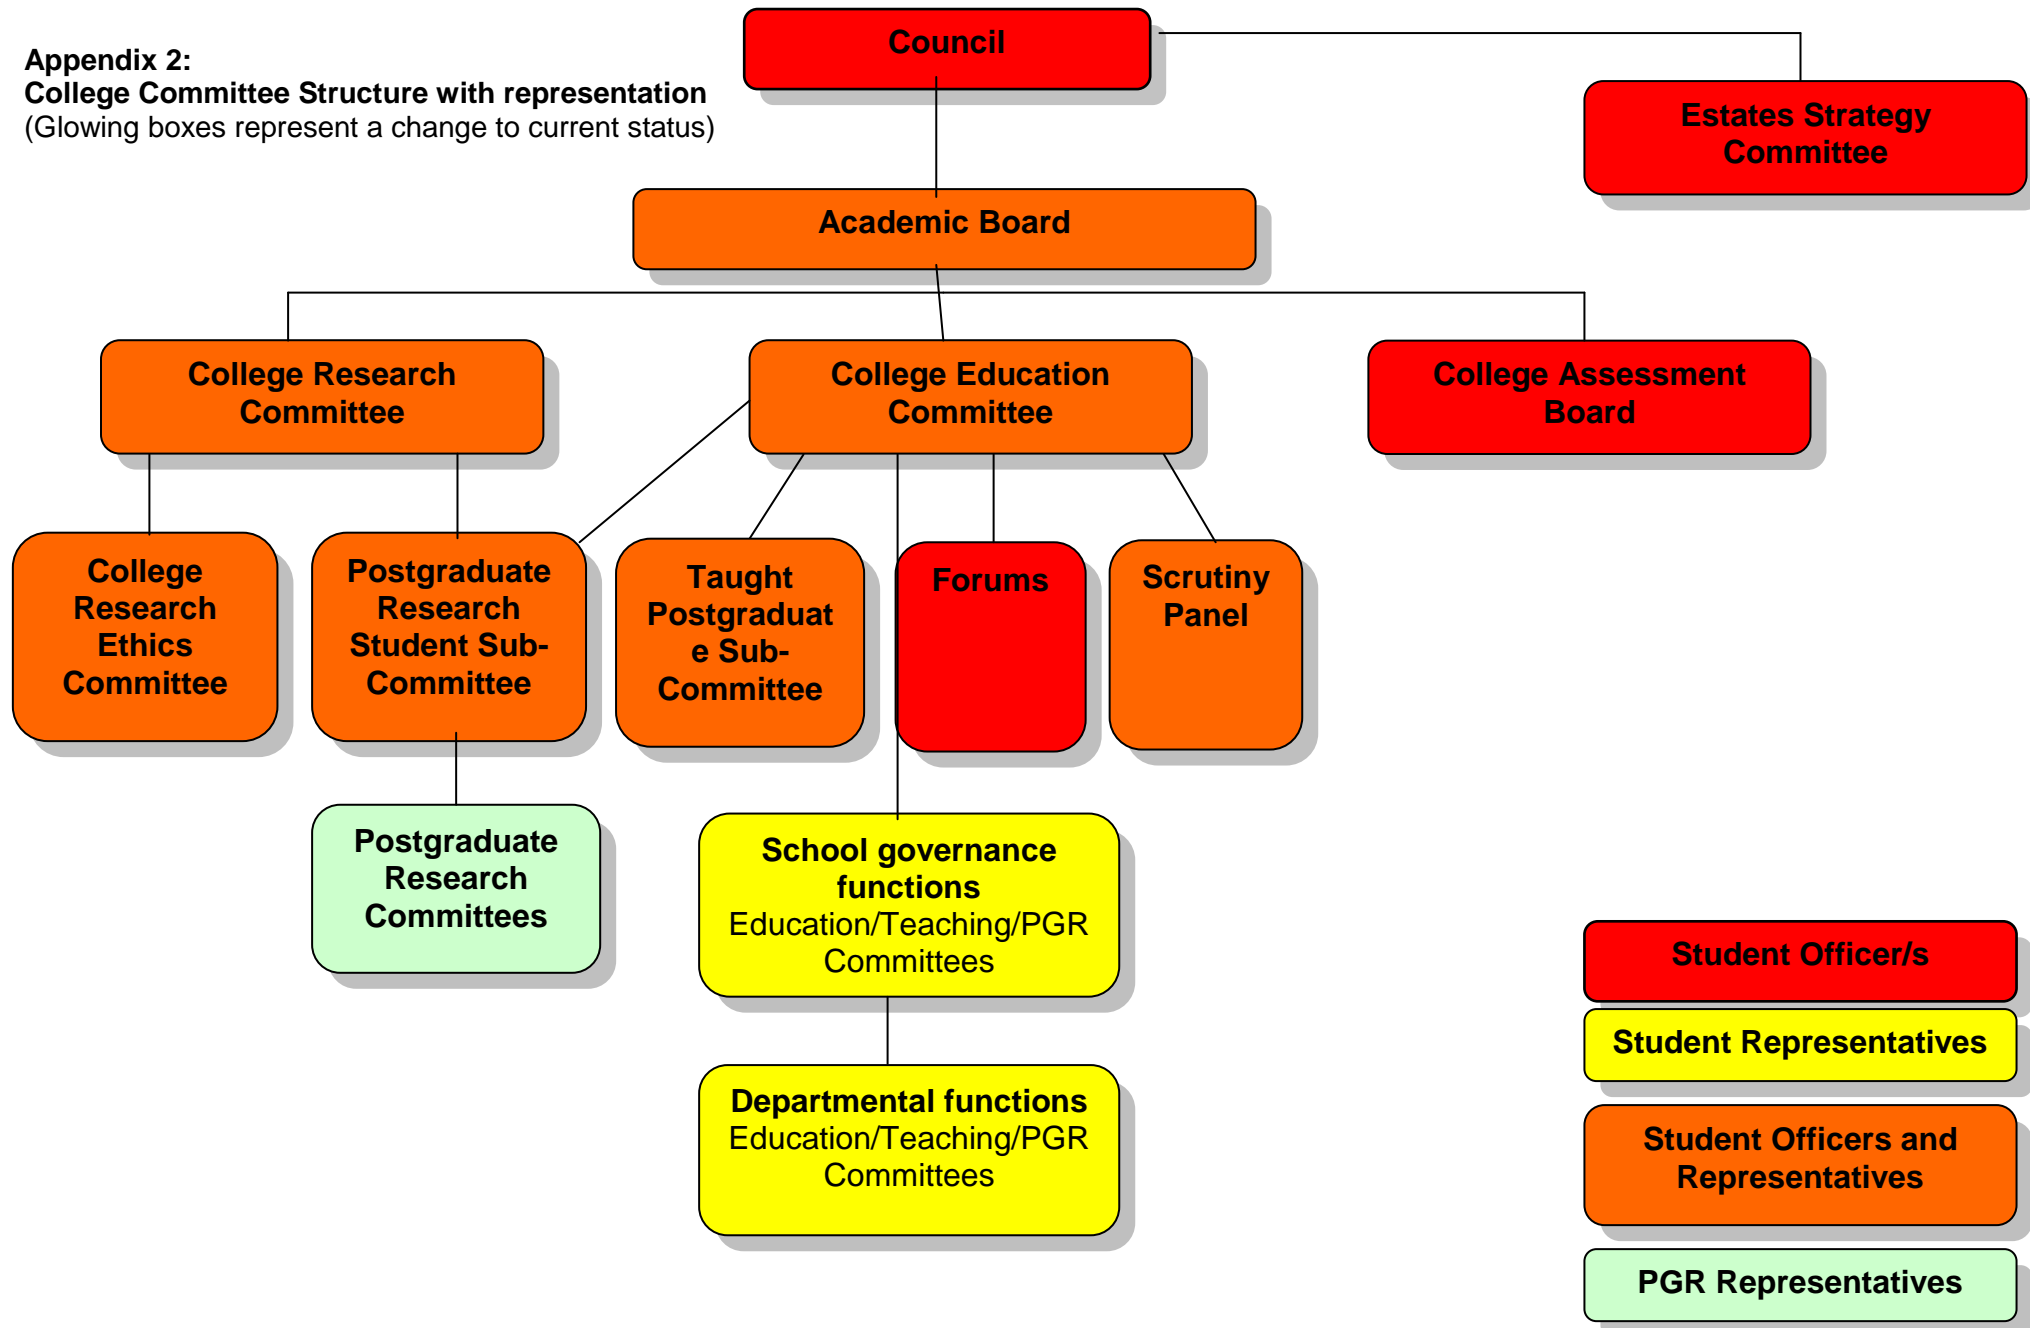 Appendix 2:
College Committee Structure with representation
(Glowing boxes represent a change to current status)
Council
Estates Strategy
Committee
Academic Board
College Research
Committee
College Education
Committee
College Assessment
Board
College
Research
Ethics
Committee
Postgraduate
Research
Student Sub-
Committee
Taught
Postgraduat
e Sub-
Committee
Forums
Scrutiny
Panel
Postgraduate
Research
Committees
School governance
functions
Education/Teaching/PGR
Committees
Departmental functions
Education/Teaching/PGR
Committees
Student Officer/s
Student Representatives
Student Officers and
Representatives
PGR Representatives